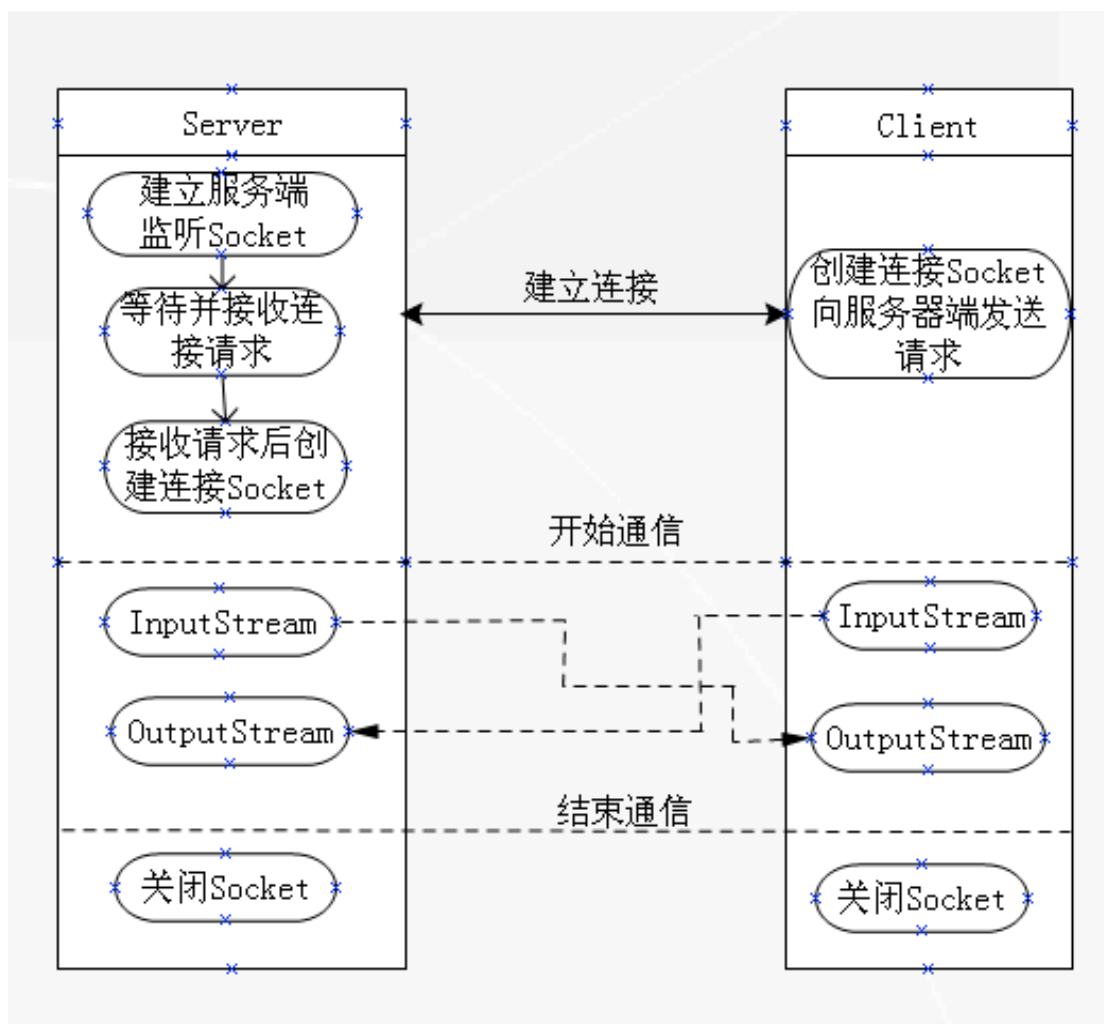 Server
建立服务端
监听Socket
等待并接收连
接请求
接收请求后创
建连接Socket
建立连接
Client
创建连接Socket
向服务器端发送
请求
开始通信
InputStream
OutputStream
InputStream
OutputStream
结束通信
关闭Socket
关闭Socket